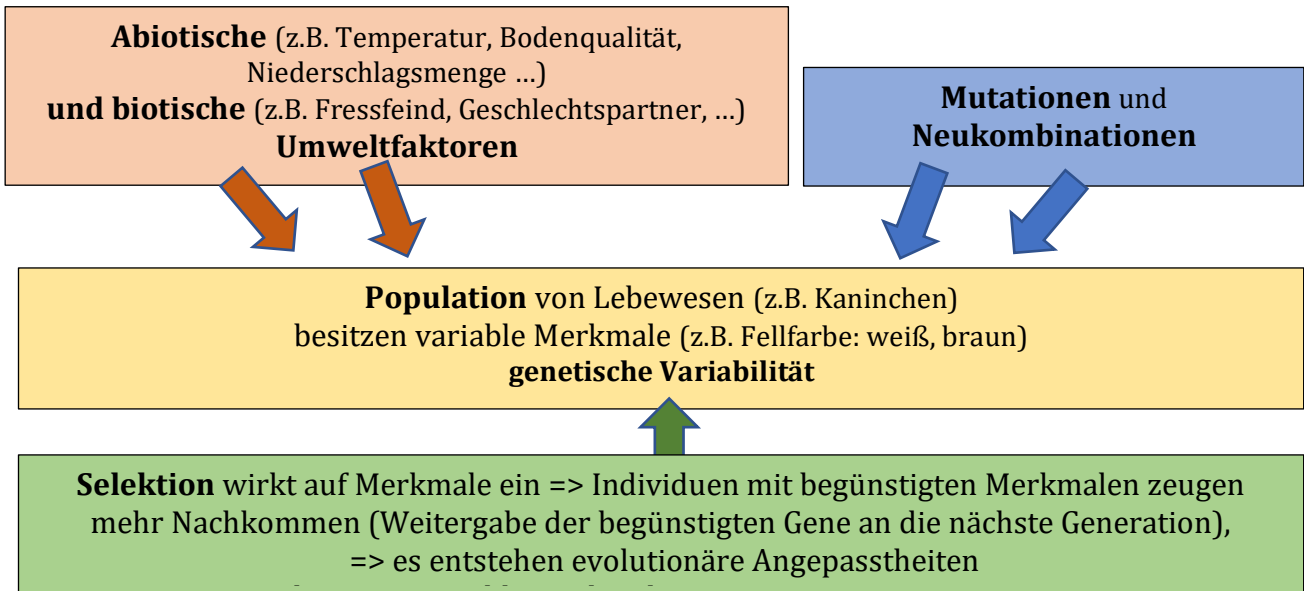 Abiotische (z.B. Temperatur, Bodenqualität,
Niederschlagsmenge …)
und biotische (z.B. Fressfeind, Geschlechtspartner, …)
Umweltfaktoren
Mutationen und
Neukombinationen
Population von Lebewesen (z.B. Kaninchen)
besitzen variable Merkmale (z.B. Fellfarbe: weiß, braun)
genetische Variabilität
Selektion wirkt auf Merkmale ein => Individuen mit begünstigten Merkmalen zeugen
mehr Nachkommen (Weitergabe der begünstigten Gene an die nächste Generation),
=> es entstehen evolutionäre Angepasstheiten